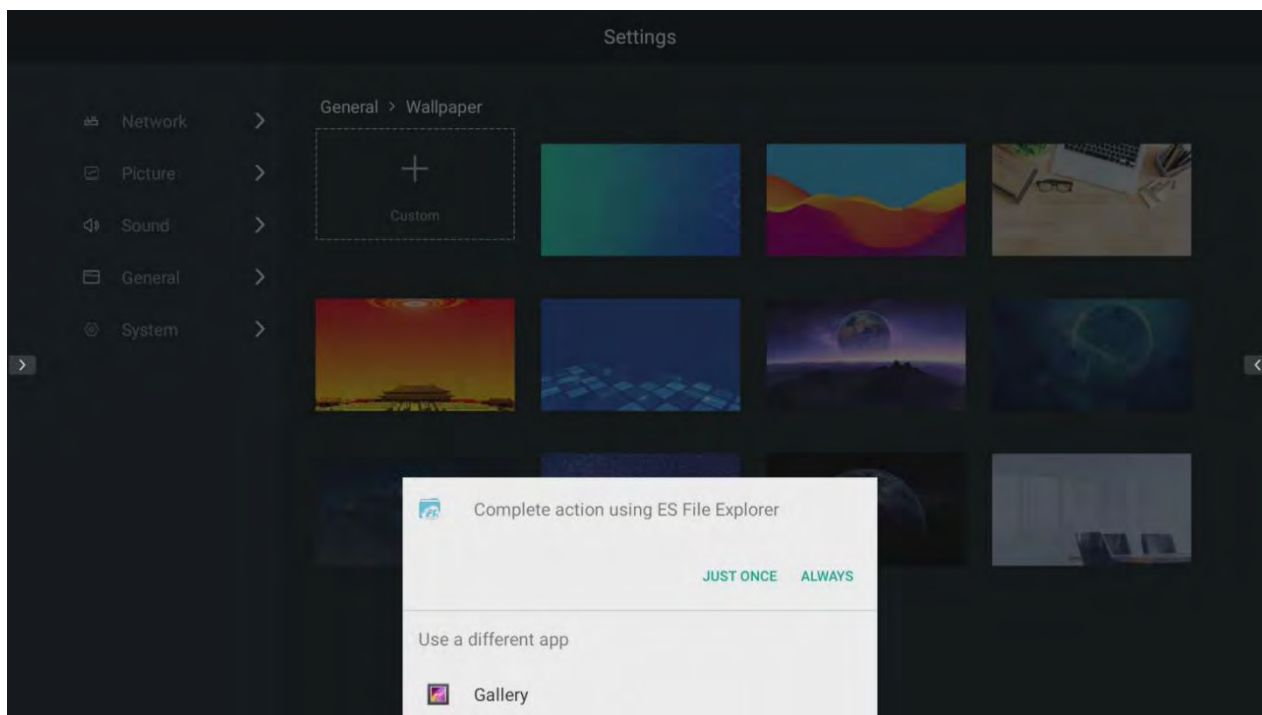 Settings
General > Wallpaper
Network
Picture
Sound
General
System
Custom
Complete action using ES File Explorer
JUST ONCE ALWAYS
Use a different app
Gallery